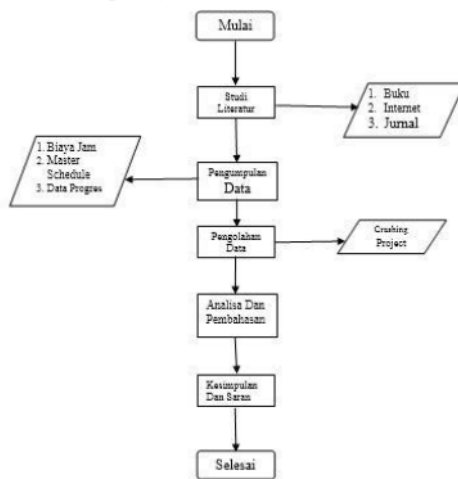 Mulai
Studi
Literatur
1. Buku
2. Internet
3. Jurnal
1. Biaya Jam
2. Master
Schedule
3. Data Progres
Pengumpulan
Data
Pengolahan
Data
Crashing
Project
Analisa Dan
Pembahasan
Kesimpulan
Dan Saran
Selesai